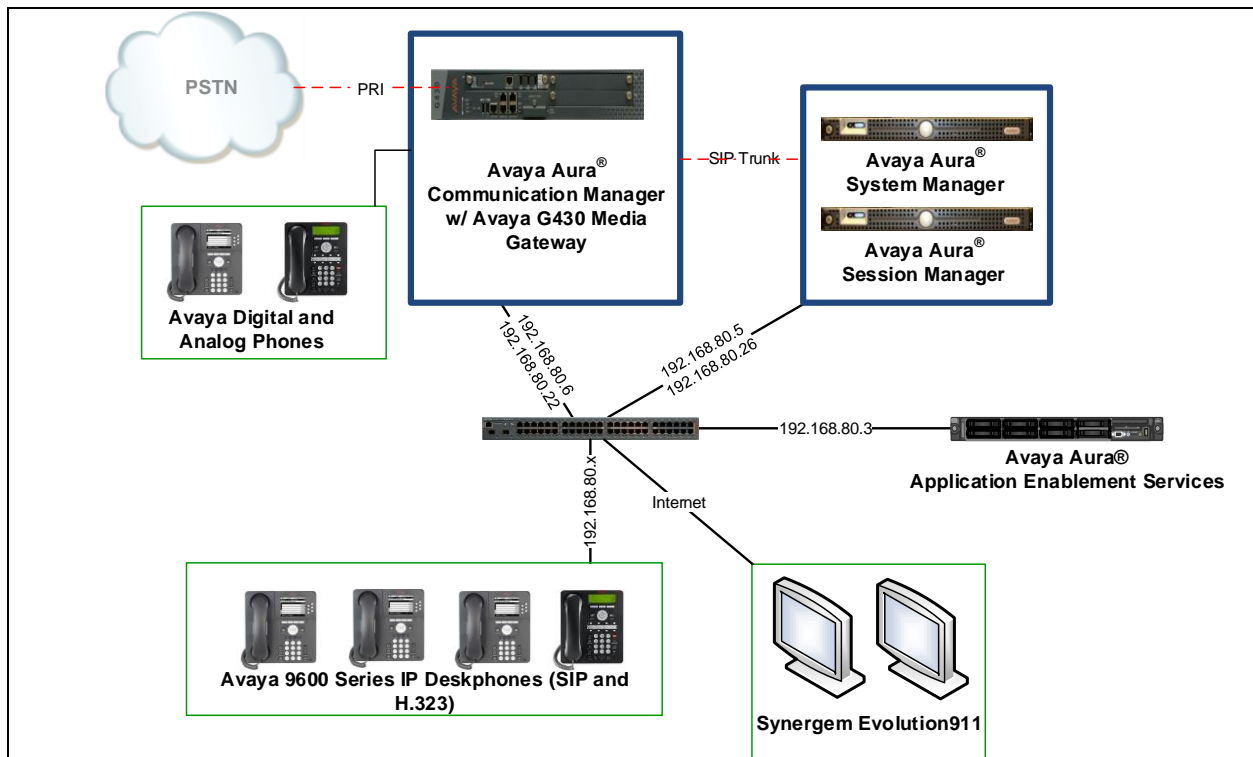 PSTN
PRI
G430
AVAYA
Avaya Aura®
Communication Manager
w/ Avaya G430 Media
Gateway
SIP Trunk
Avaya Aura®
System Manager
Avaya Aura®
Session Manager
Avaya Digital and
Analog Phones
192.168.80.6
192.168.80.22
192.168.80.5
192.168.80.26
192.168.80.3
Avaya Aura®
Application Enablement Services
192.168.80.x
Internet
Avaya 9600 Series IP Deskphones (SIP and
H.323)
Synergem Evolution911